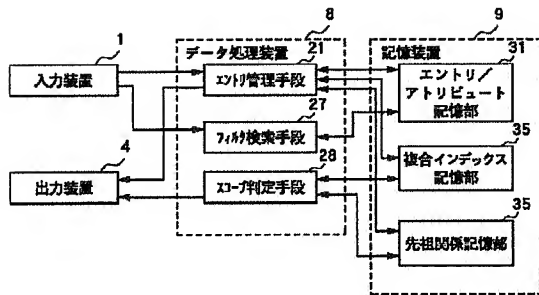 8
9
1
データ処理装置
記憶装置
21
31
入力装置
エントリ管理手段
エントリ/
アトリビュート
記憶部
27
フィルタ検索手段
4
28
35
出力装置
スコープ判定手段
複合インデックス
記憶部
35
先祖関係記憶部